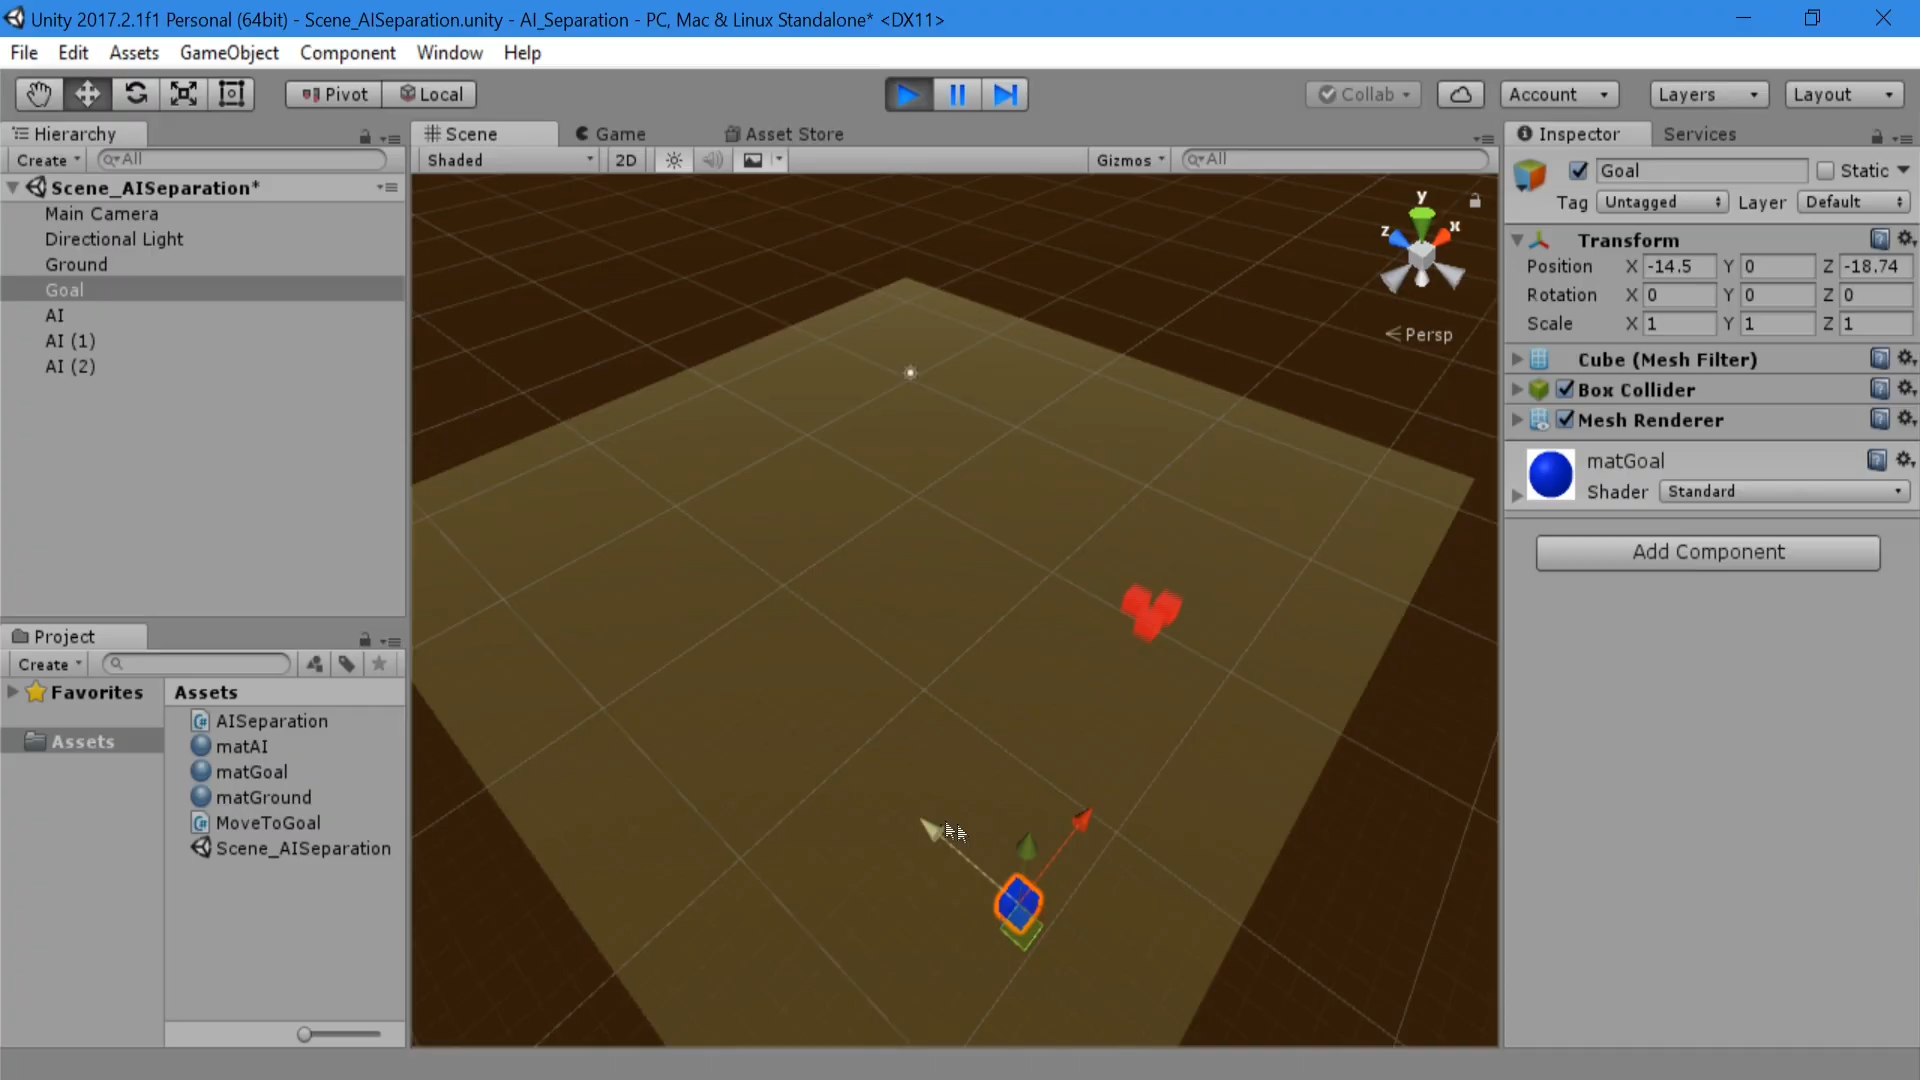 Unity 2017.2.1f1 Personal (64bit) - Scene_AISeparation.unity - AI_Separation - PC, Mac & Linux Standalone* <DX11>
File Edit Assets GameObject Component Window Help
Pivot Local Collab Account Layers Layout
Hierarchy
Create All
Scene_AISeparation*
Main Camera
Directional Light
Ground
Goal
AI
AI (1)
AI (2)
Project
Create
Favorites
Assets
Assets
AISeparation
matAI
matGoal
matGround
MoveToGoal
Scene_AISeparation
Scene Game Asset Store
Shaded 2D Gizmos All
y
z x
Persp
Inspector Services
Goal Static
Tag Untagged Layer Default
Transform
Position X -14.5 Y 0 Z -18.74
Rotation X 0 Y 0 Z 0
Scale X 1 Y 1 Z 1
Cube (Mesh Filter)
Box Collider
Mesh Renderer
matGoal
Shader Standard
Add Component